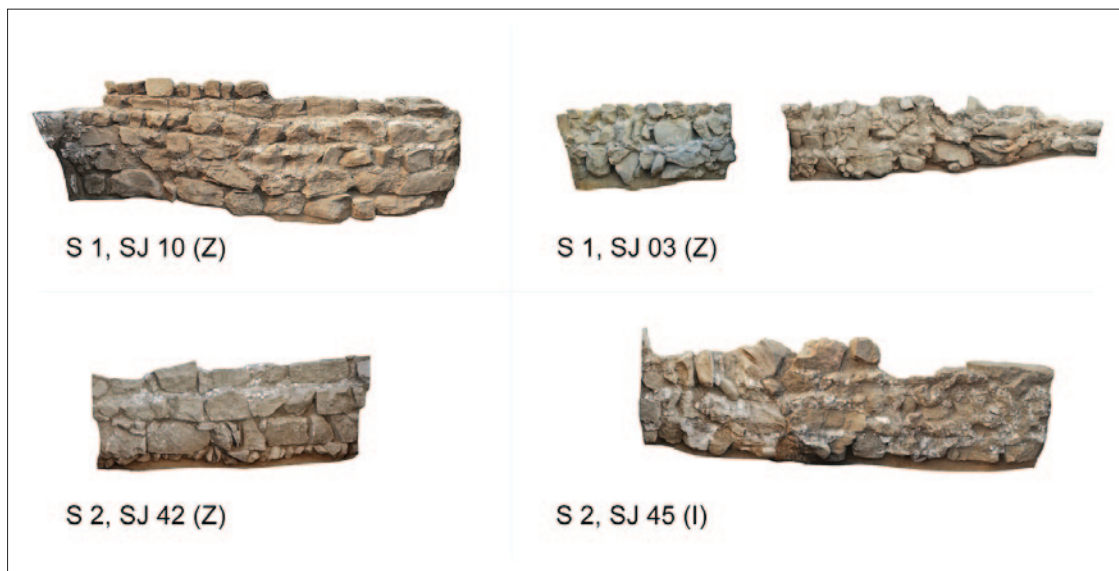 S 1, SJ 10 (Z)
S 1, SJ 03 (Z)
S 2, SJ 42 (Z)
S 2, SJ 45 (I)